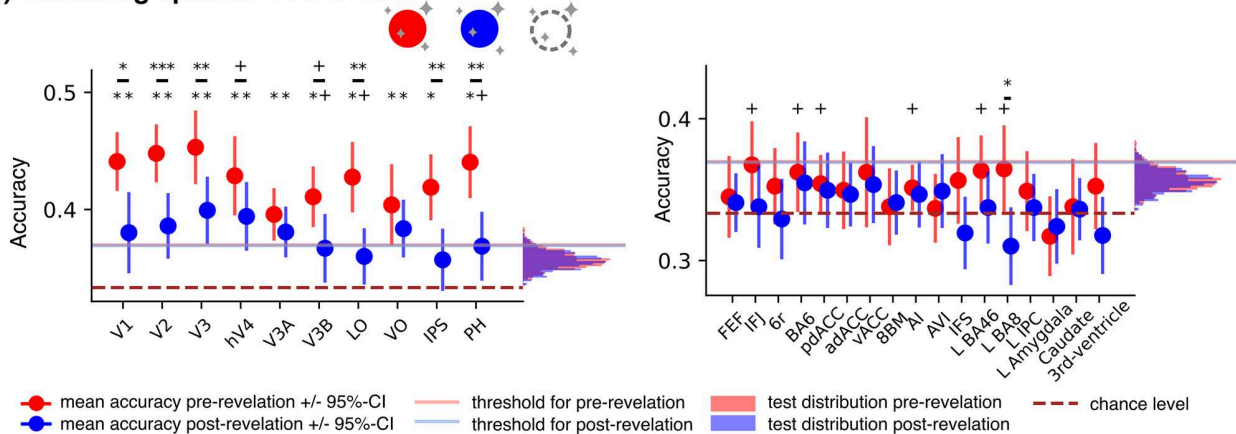 * *** ** + + ** ** **
** ** ** ** ** *+ *+ ** * *+
0.5
0.4
Accuracy
V1 V2 V3 hV4 V3A V3B LO VO IPS PH
*
+ + + + + +
0.4
0.3
Accuracy
FEF IFJ 6r BA6 pdACC adACC vACC 8BM AI AVI IFS L BA46 L BA8 L IPC L Amygdala Caudate 3rd-ventricle
mean accuracy pre-revelation +/- 95%-CI threshold for pre-revelation test distribution pre-revelation chance level
mean accuracy post-revelation +/- 95%-CI threshold for post-revelation test distribution post-revelation